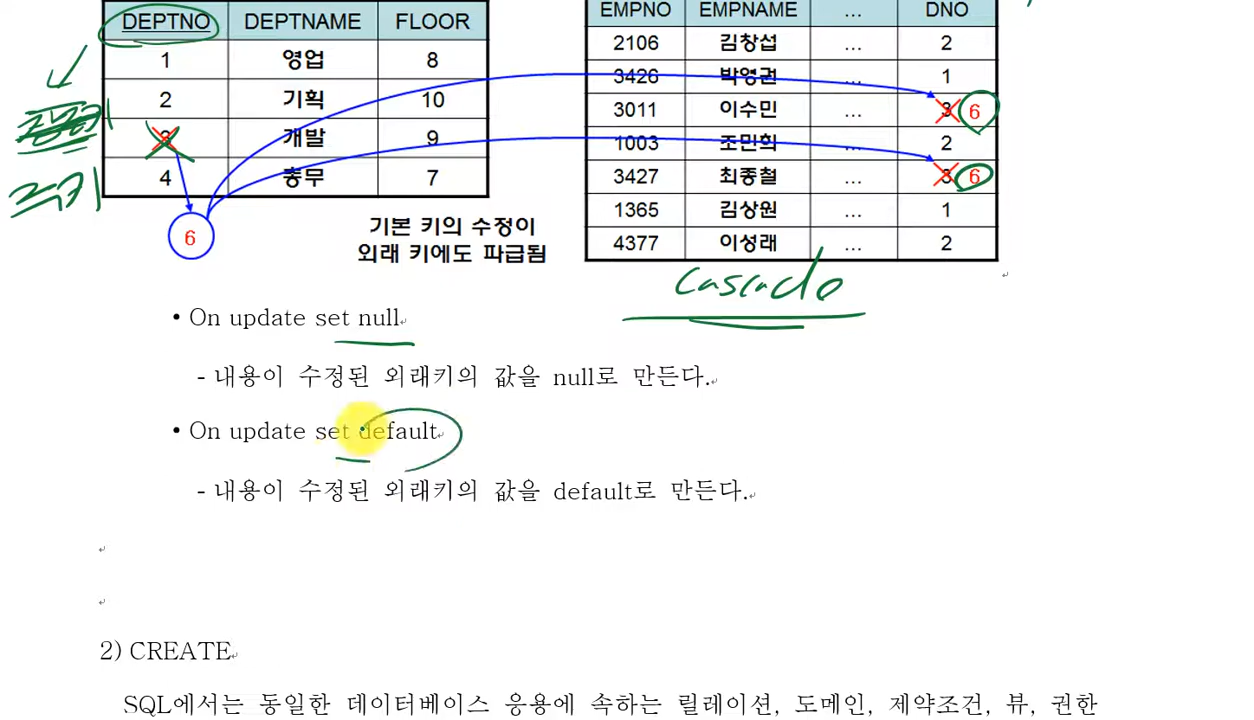 DEPTNO DEPTNAME FLOOR
1 영업 8
2 기획 10
3 개발 9
4 총무 7
주키
6
기본 키의 수정이
외래 키에도 파급됨
EMPNO EMPNAME ... DNO
2106 김창섭 ... 2
3426 박영권 ... 1
3011 이수민 ... 3 6
1003 조민희 ... 2
3427 최종철 ... 3 6
1365 김상원 ... 1
4377 이성래 ... 2
cascade
• On update set null
- 내용이 수정된 외래키의 값을 null로 만든다.
• On update set default
- 내용이 수정된 외래키의 값을 default로 만든다.
2) CREATE
SQL에서는 동일한 데이터베이스 응용에 속하는 릴레이션, 도메인, 제약조건, 뷰, 권한